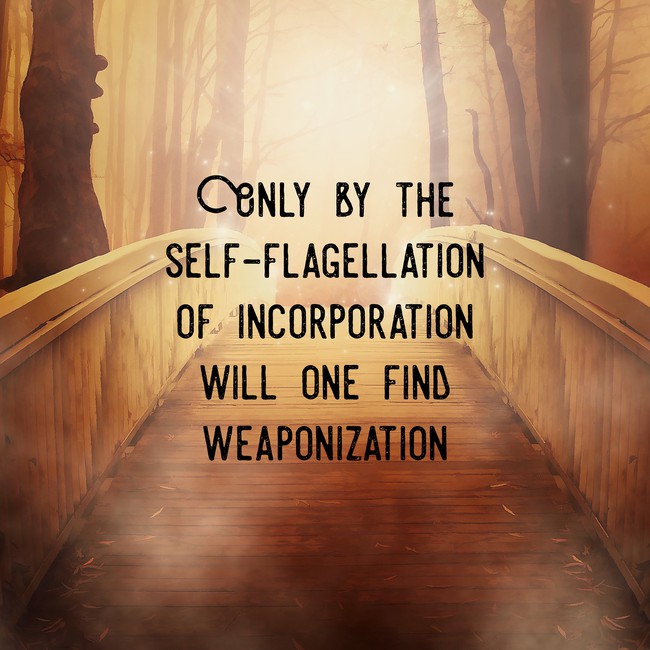 Only by the
self-flagellation
of incorporation
will one find
weaponization